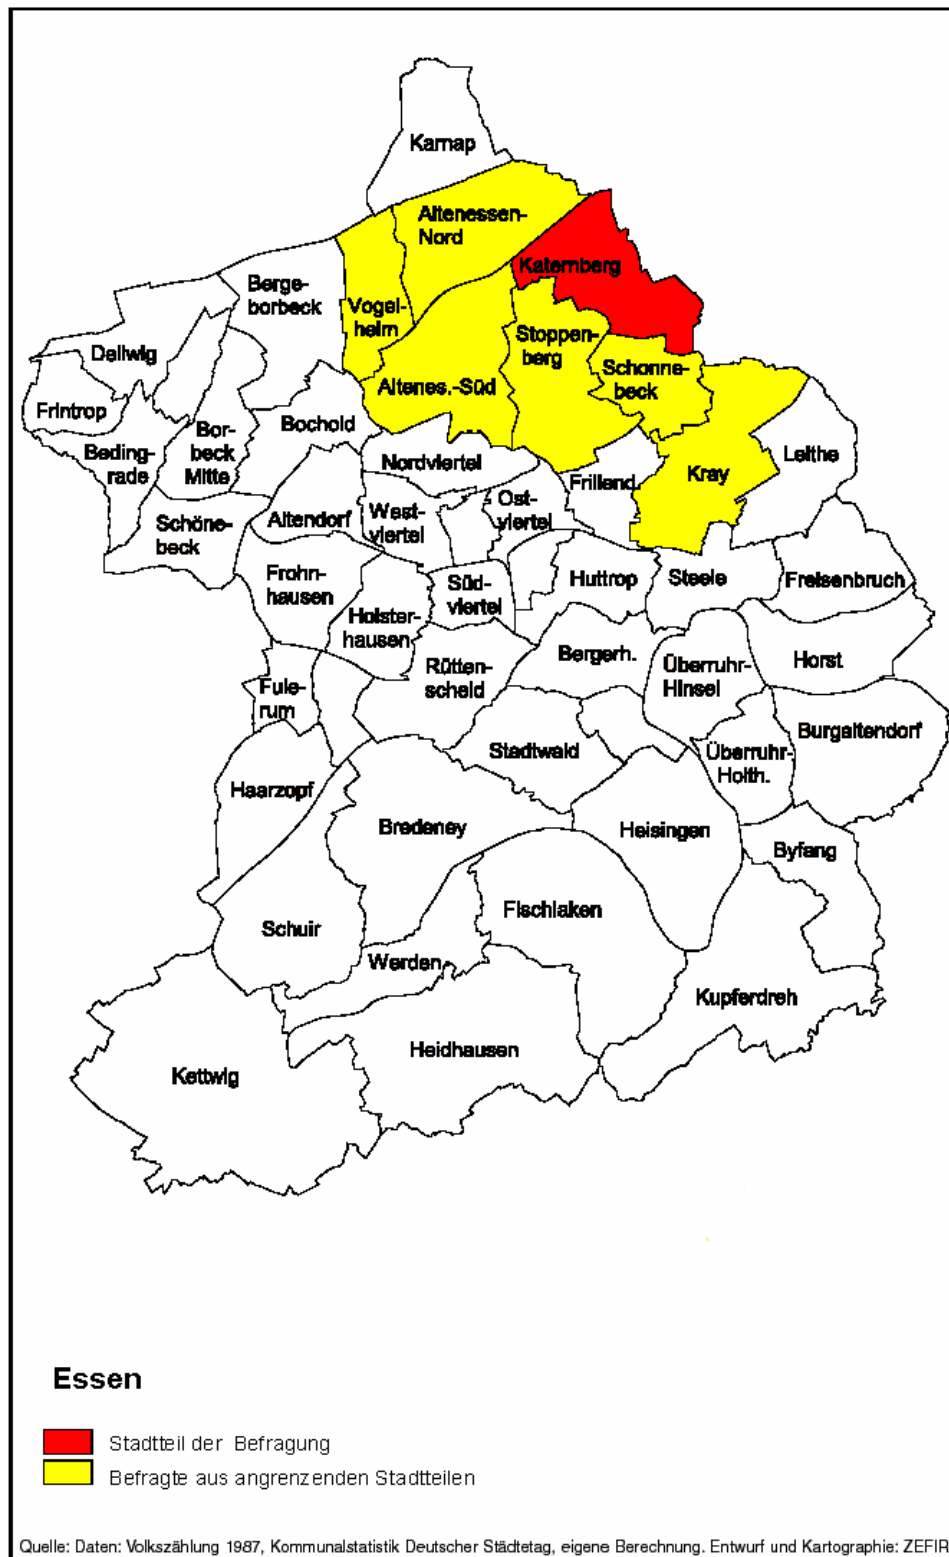 Karnap
Altenessen-
Nord
Katernberg
Berge-
borbeck
Vogel-
heim
Stoppen-
berg
Dellwig
Schonne-
beck
Altenes.-Süd
Frintrop
Bochold
Bor-
beck
Mitte
Beding-
rade
Leithe
Nordviertel
Kray
Frillend.
Ost-
viertel
West-
viertel
Altendorf
Schöne-
beck
Frohn-
hausen
Süd-
viertel
Huttrop
Steele
Freisenbruch
Holster-
hausen
Bergerh.
Überruhr-
Hinsel
Horst
Rütten-
scheid
Fule-
rum
Burgaltendorf
Stadtwald
Überruhr-
Holth.
Haarzopf
Bredeney
Heisingen
Byfang
Fischlaken
Schuir
Werden
Kupferdreh
Heidhausen
Kettwig
Essen
Stadtteil der Befragung
Befragte aus angrenzenden Stadtteilen
Quelle: Daten: Volkszählung 1987, Kommunalstatistik Deutscher Städtetag, eigene Berechnung. Entwurf und Kartographie: ZEFIR